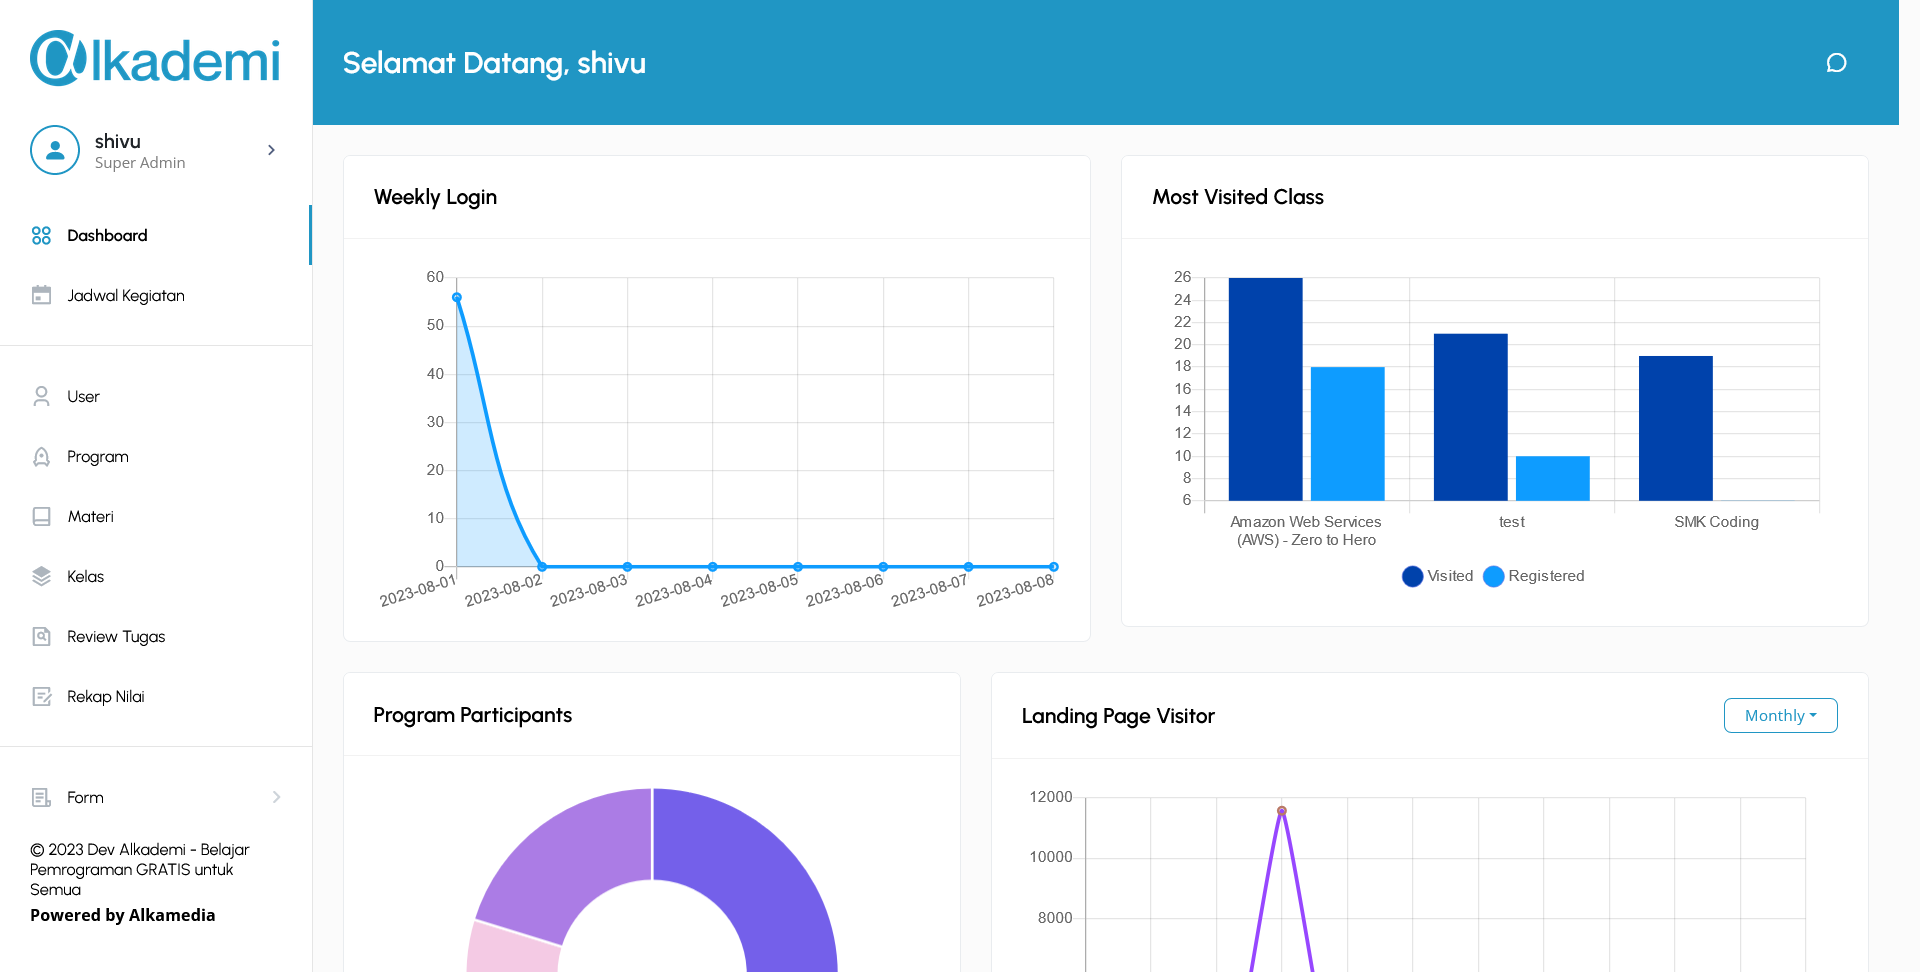 alkademi
shivu
Super Admin
Dashboard
Jadwal Kegiatan
User
Program
Materi
Kelas
Review Tugas
Rekap Nilai
Form
© 2023 Dev Alkademi - Belajar
Pemrograman GRATIS untuk
Semua
Powered by Alkamedia
Selamat Datang, shivu
Weekly Login
60
50
40
30
20
10
0
2023-08-01
2023-08-02
2023-08-03
2023-08-04
2023-08-05
2023-08-06
2023-08-07
2023-08-08
Most Visited Class
26
24
22
20
18
16
14
12
10
8
6
Amazon Web Services
(AWS) - Zero to Hero
test
SMK Coding
Visited
Registered
Program Participants
Landing Page Visitor
Monthly
12000
10000
8000